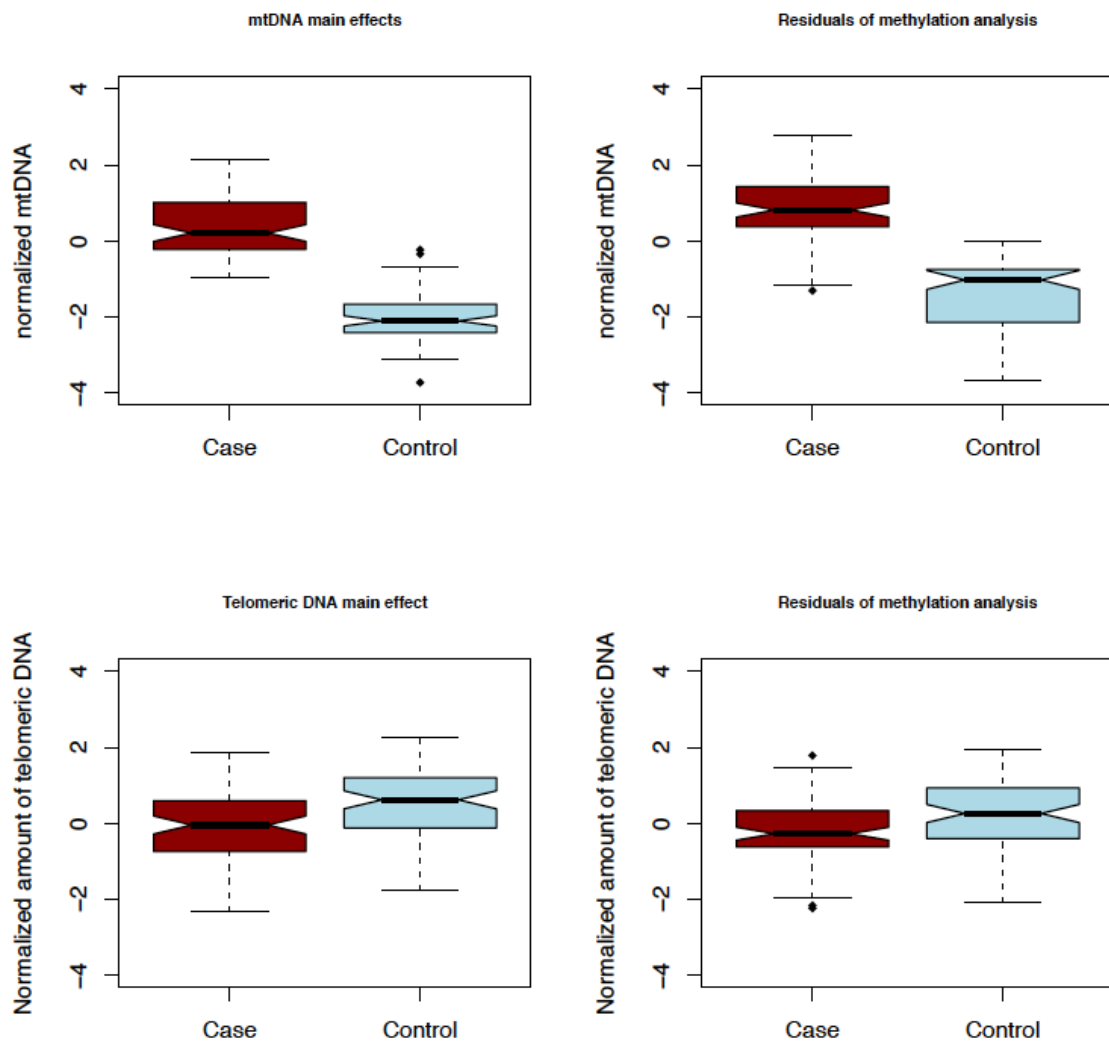 mtDNA main effects
normalized mtDNA
4
2
0
−2
−4
Case
Control
Residuals of methylation analysis
normalized mtDNA
4
2
0
−2
−4
Case
Control
Telomeric DNA main effect
Normalized amount of telomeric DNA
4
2
0
−2
−4
Case
Control
Residuals of methylation analysis
Normalized amount of telomeric DNA
4
2
0
−2
−4
Case
Control